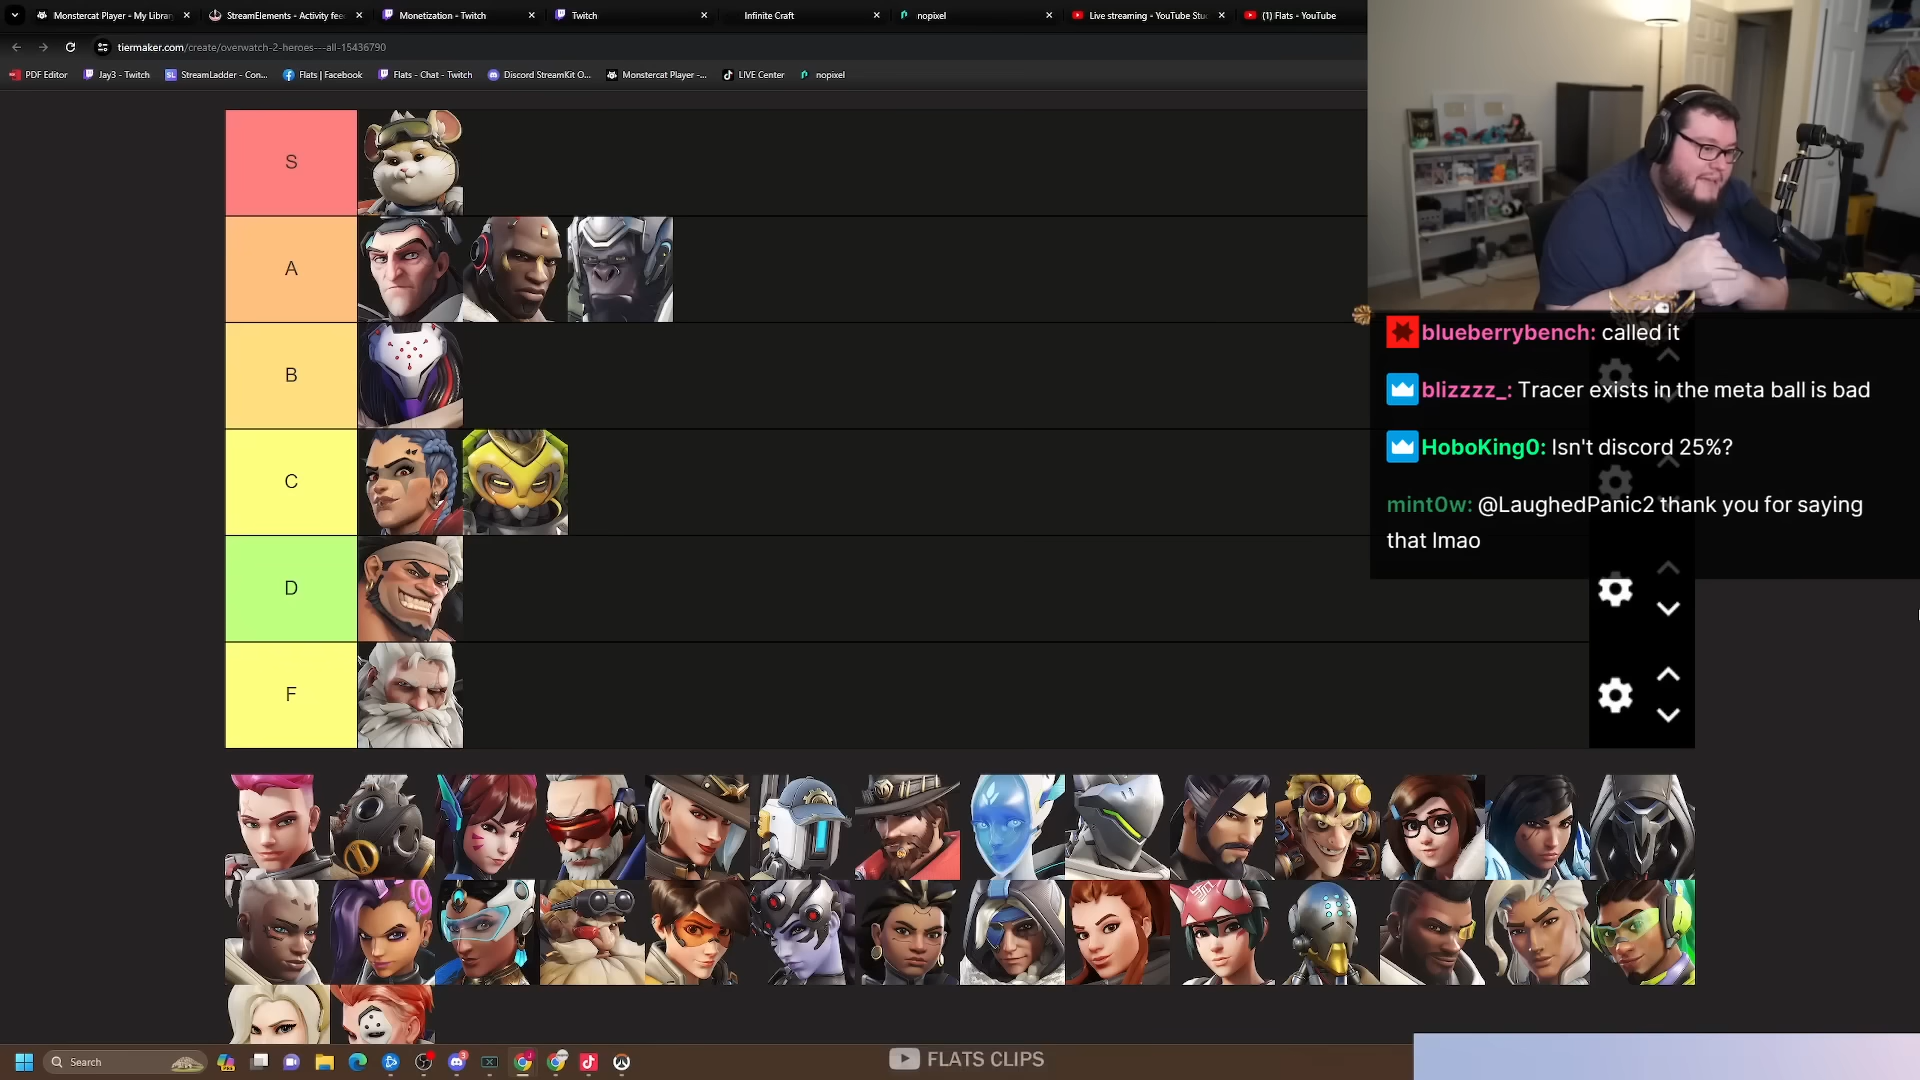 Monstercat Player - My Librar
StreamElements - Activity fee
Monetization - Twitch
Twitch
Infinite Craft
nopixel
Live streaming - YouTube Stu
(1) Flats - YouTube
tiermaker.com/create/overwatch-2-heroes---all-15436790
PDF Editor
Jay3 - Twitch
StreamLadder - Con...
Flats | Facebook
Flats - Chat - Twitch
Discord StreamKit O...
Monstercat Player -...
LIVE Center
nopixel
S
A
B
C
D
F
blueberrybench: called it
blizzzz_: Tracer exists in the meta ball is bad
HoboKing0: Isn't discord 25%?
mint0w: @LaughedPanic2 thank you for saying
that lmao
Search
FLATS CLIPS